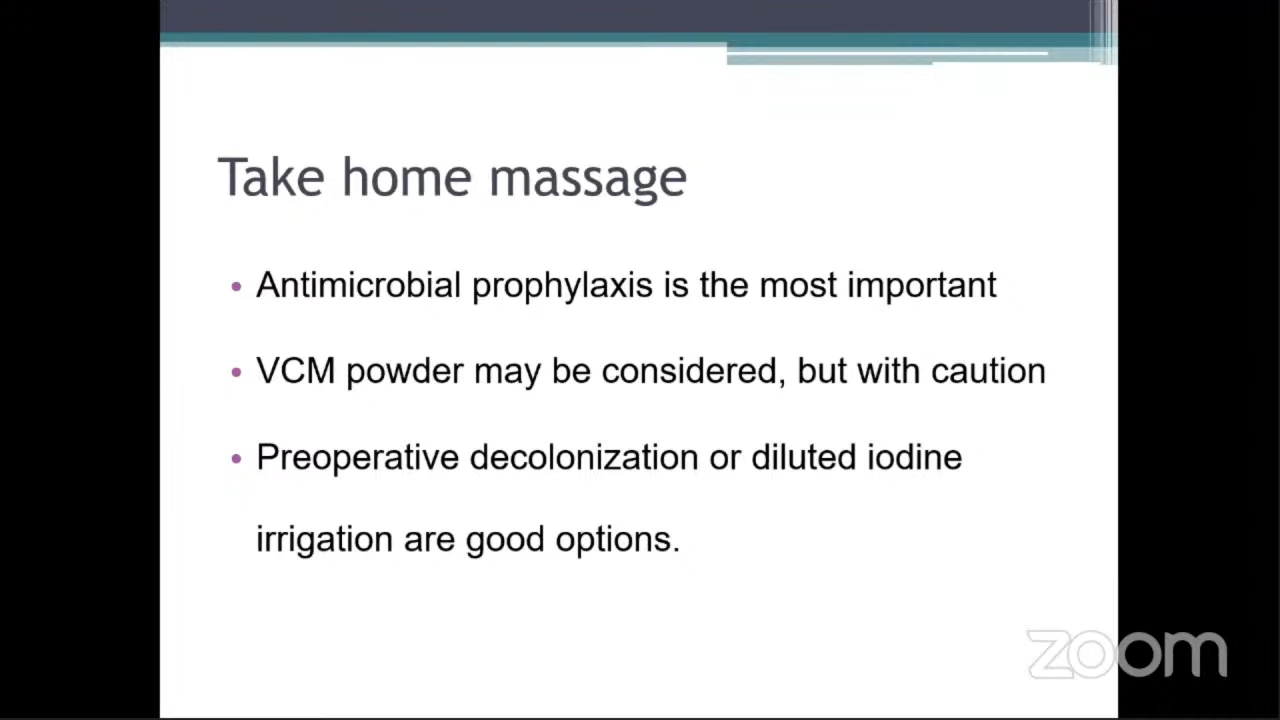 Take home massage
• Antimicrobial prophylaxis is the most important
• VCM powder may be considered, but with caution
• Preoperative decolonization or diluted iodine
irrigation are good options.
zoom